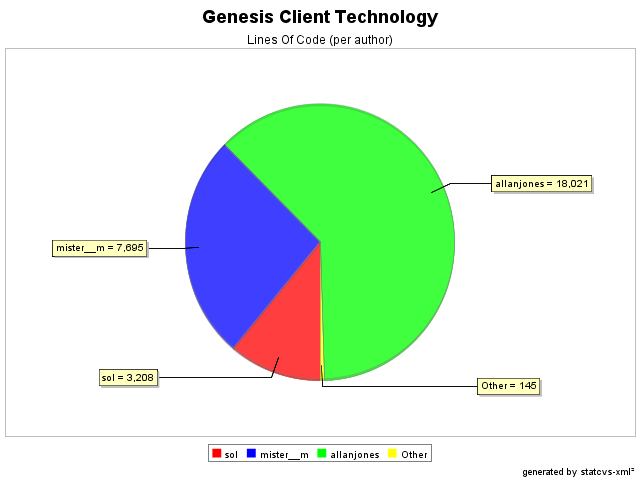 Genesis Client Technology
Lines Of Code (per author)
allanjones = 18,021
mister__m = 7,695
sol = 3,208
Other = 145
sol mister__m allanjones Other
generated by statcvs-xml²